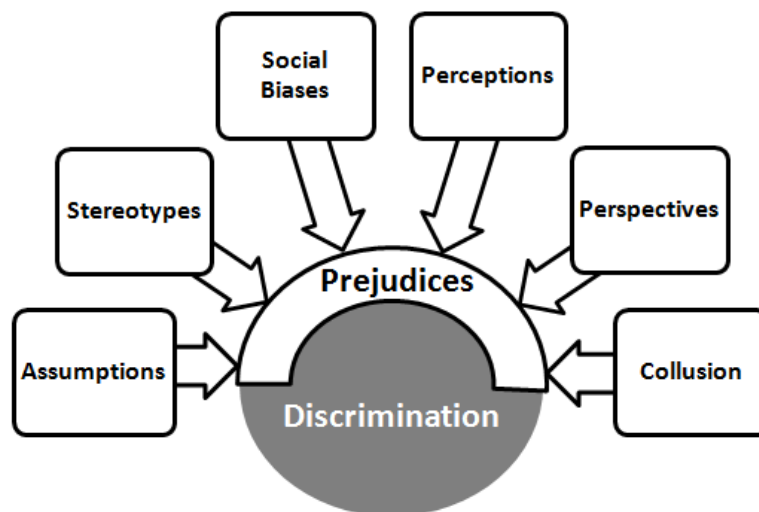 Social
Biases
Perceptions
Stereotypes
Perspectives
Prejudices
Assumptions
Collusion
Discrimination